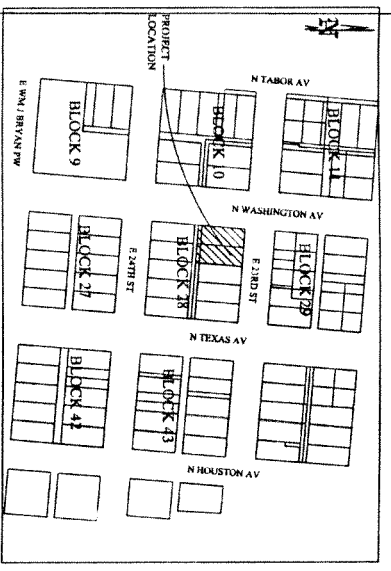 N
PROJECT
LOCATION
N TABOR AV
BLOCK 9
BLOCK 10
BLOCK 11
E WM J BRYAN PW
N WASHINGTON AV
BLOCK 27
E 24TH ST
BLOCK 28
E 23RD ST
BLOCK 29
N TEXAS AV
BLOCK 42
BLOCK 43
N HOUSTON AV